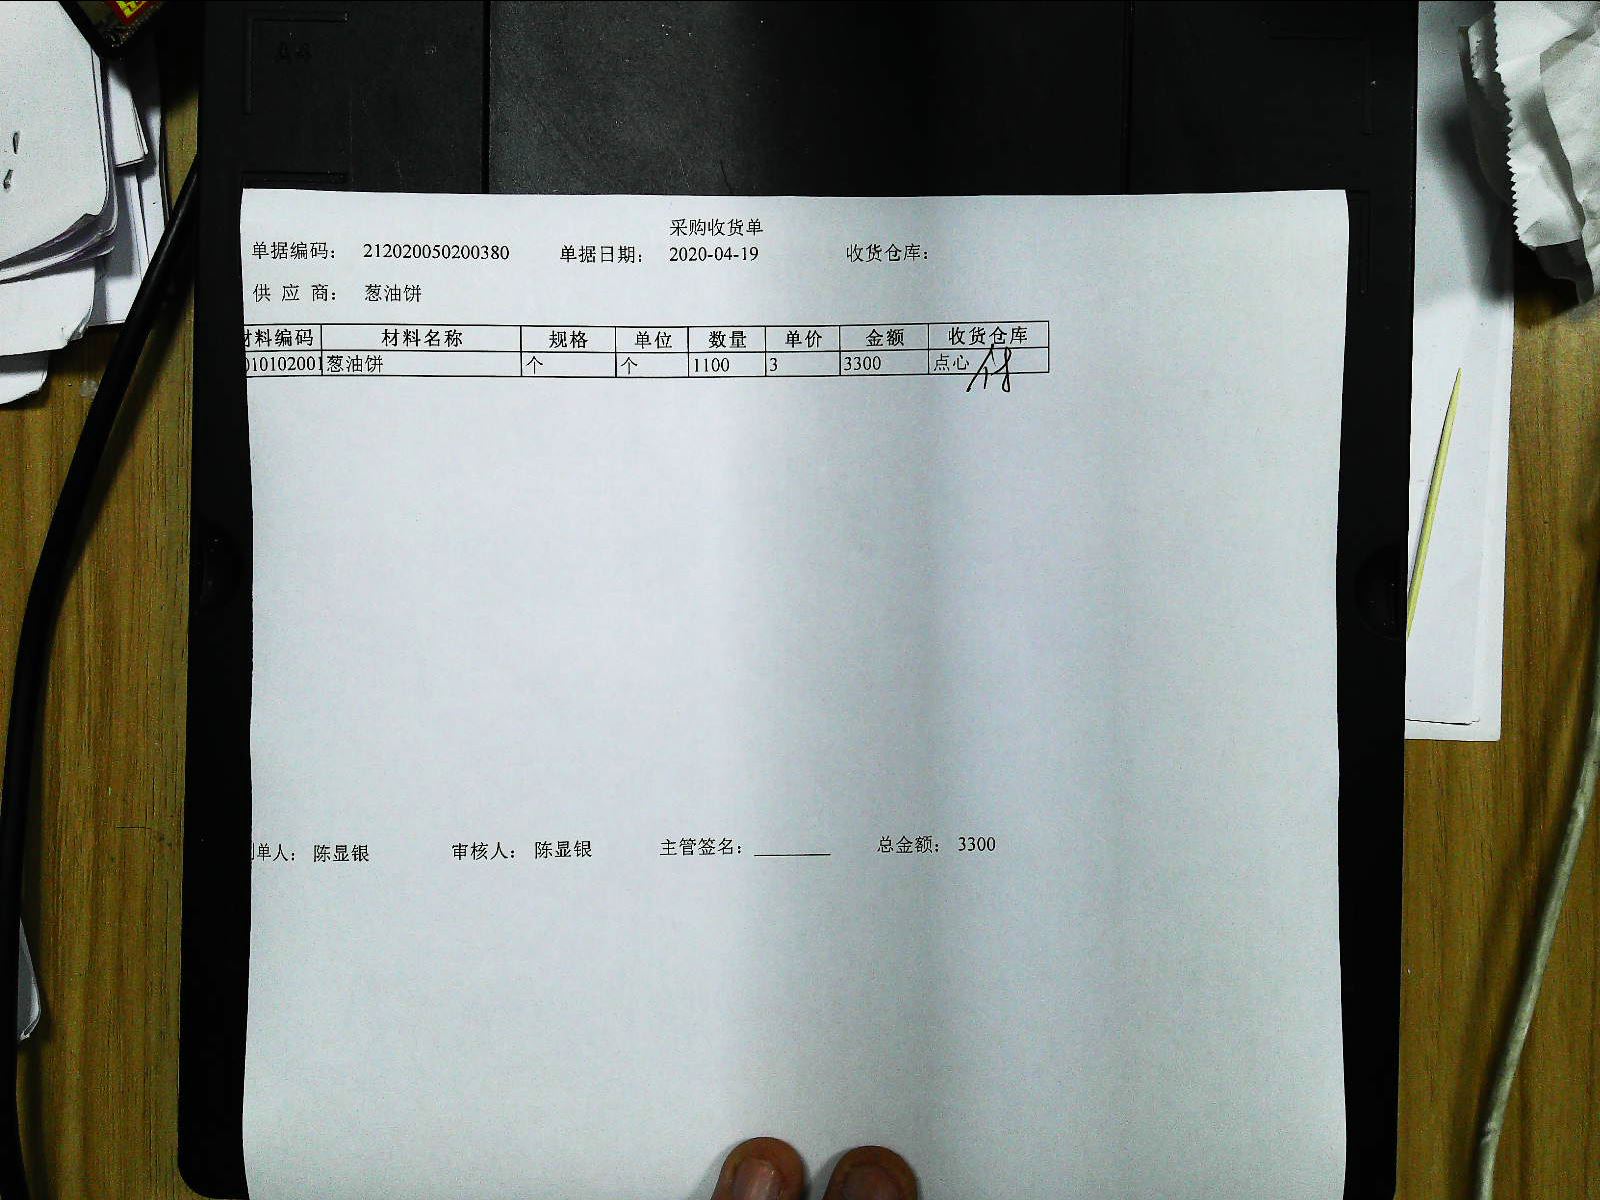 采购收货单
单据编码： 212020050200380 单据日期： 2020-04-19 收货仓库：
供 应 商： 葱油饼
材料编码 材料名称 规格 单位 数量 单价 金额 收货仓库
010102001 葱油饼 个 个 1100 3 3300 点心
制单人： 陈显银 审核人： 陈显银 主管签名： 总金额： 3300
A4